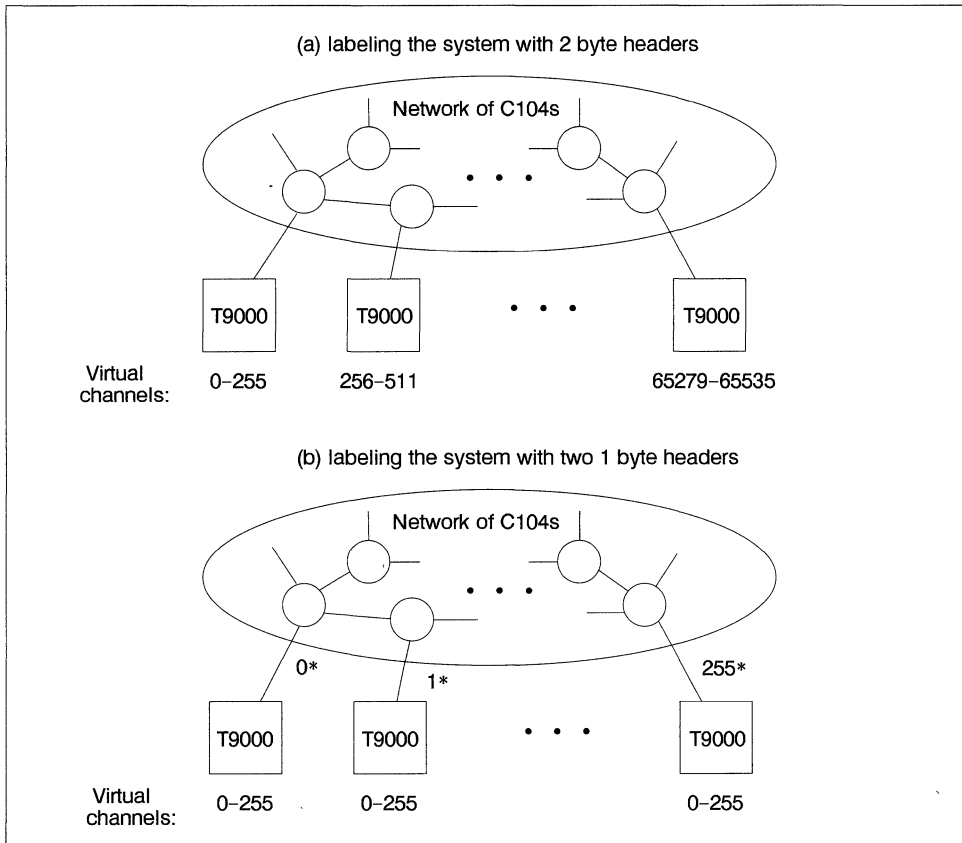 (a) labeling the system with 2 byte headers
Network of C104s
T9000 T9000 T9000
Virtual channels: 0–255 256–511 65279–65535
(b) labeling the system with two 1 byte headers
Network of C104s
0* 1* 255*
T9000 T9000 T9000
Virtual channels: 0–255 0–255 0–255